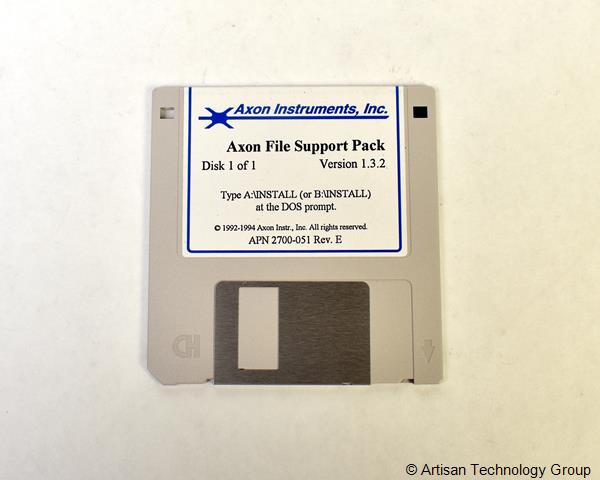 Axon Instruments, Inc.
Axon File Support Pack
Disk 1 of 1 Version 1.3.2
Type A:\INSTALL (or B:\INSTALL)
at the DOS prompt.
© 1992-1994 Axon Instr., Inc. All rights reserved.
APN 2700-051 Rev. E
HD
© Artisan Technology Group